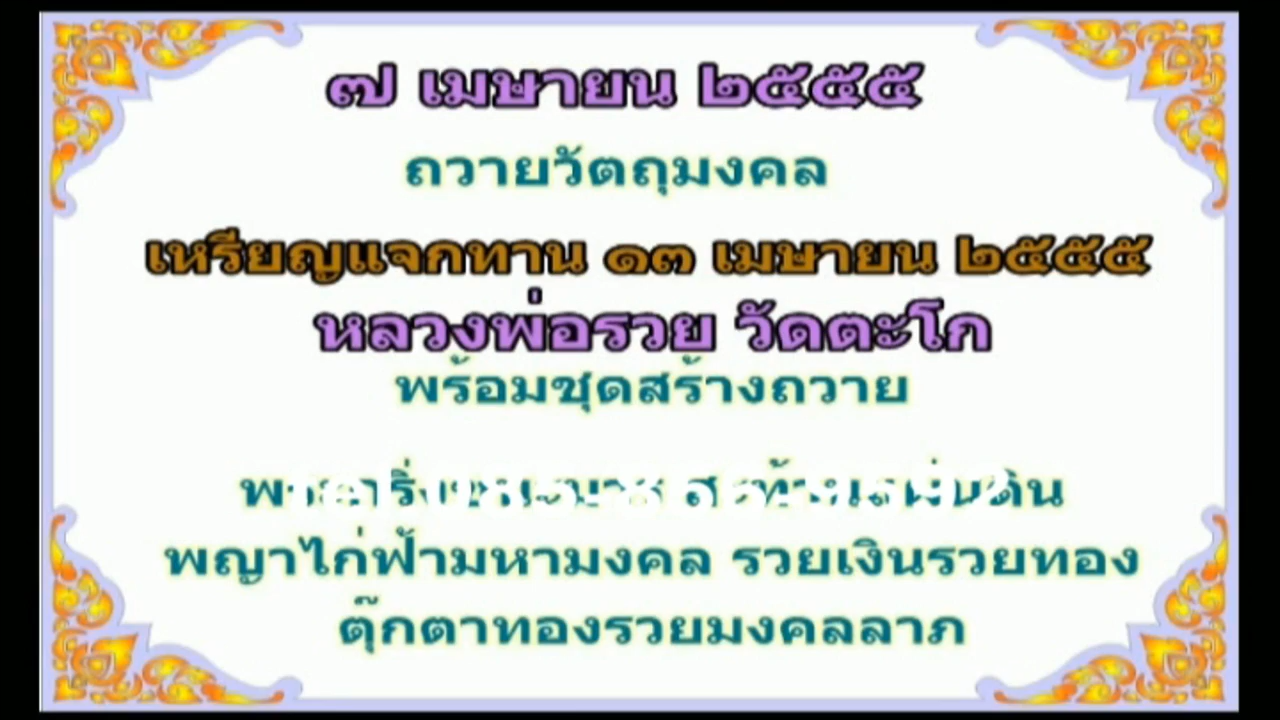 ๗ เมษายน ๒๕๕๕
ถวายวัตถุมงคล
เหรียญแจกทาน ๑๓ เมษายน ๒๕๕๕
หลวงพ่อรวย วัดตะโก
พร้อมชุดสร้างถวาย
พญาไก่ฟ้ามหามงคล รวยเงินรวยทอง
ตุ๊กตาทองรวยมงคลลาภ